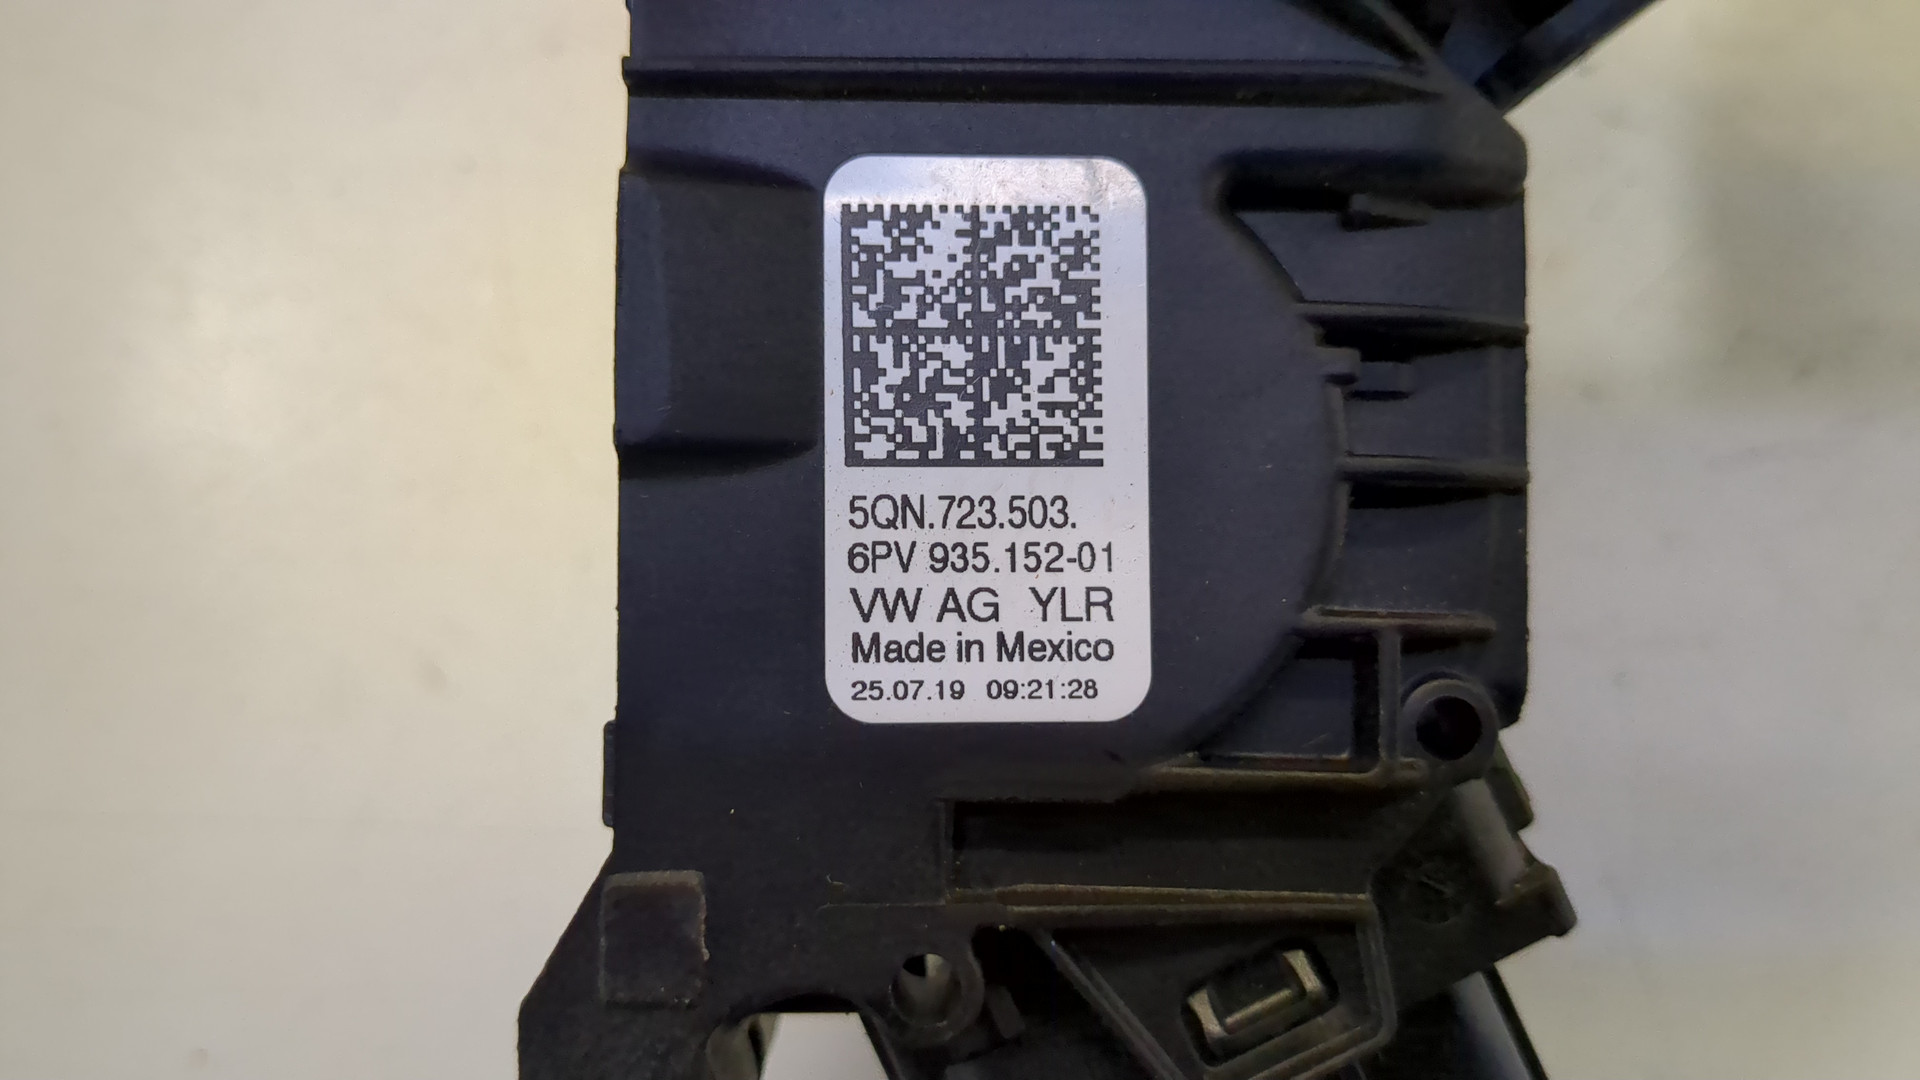 5QN.723.503.
6PV 935.152-01
VW AG YLR
Made in Mexico
25.07.19 09:21:28